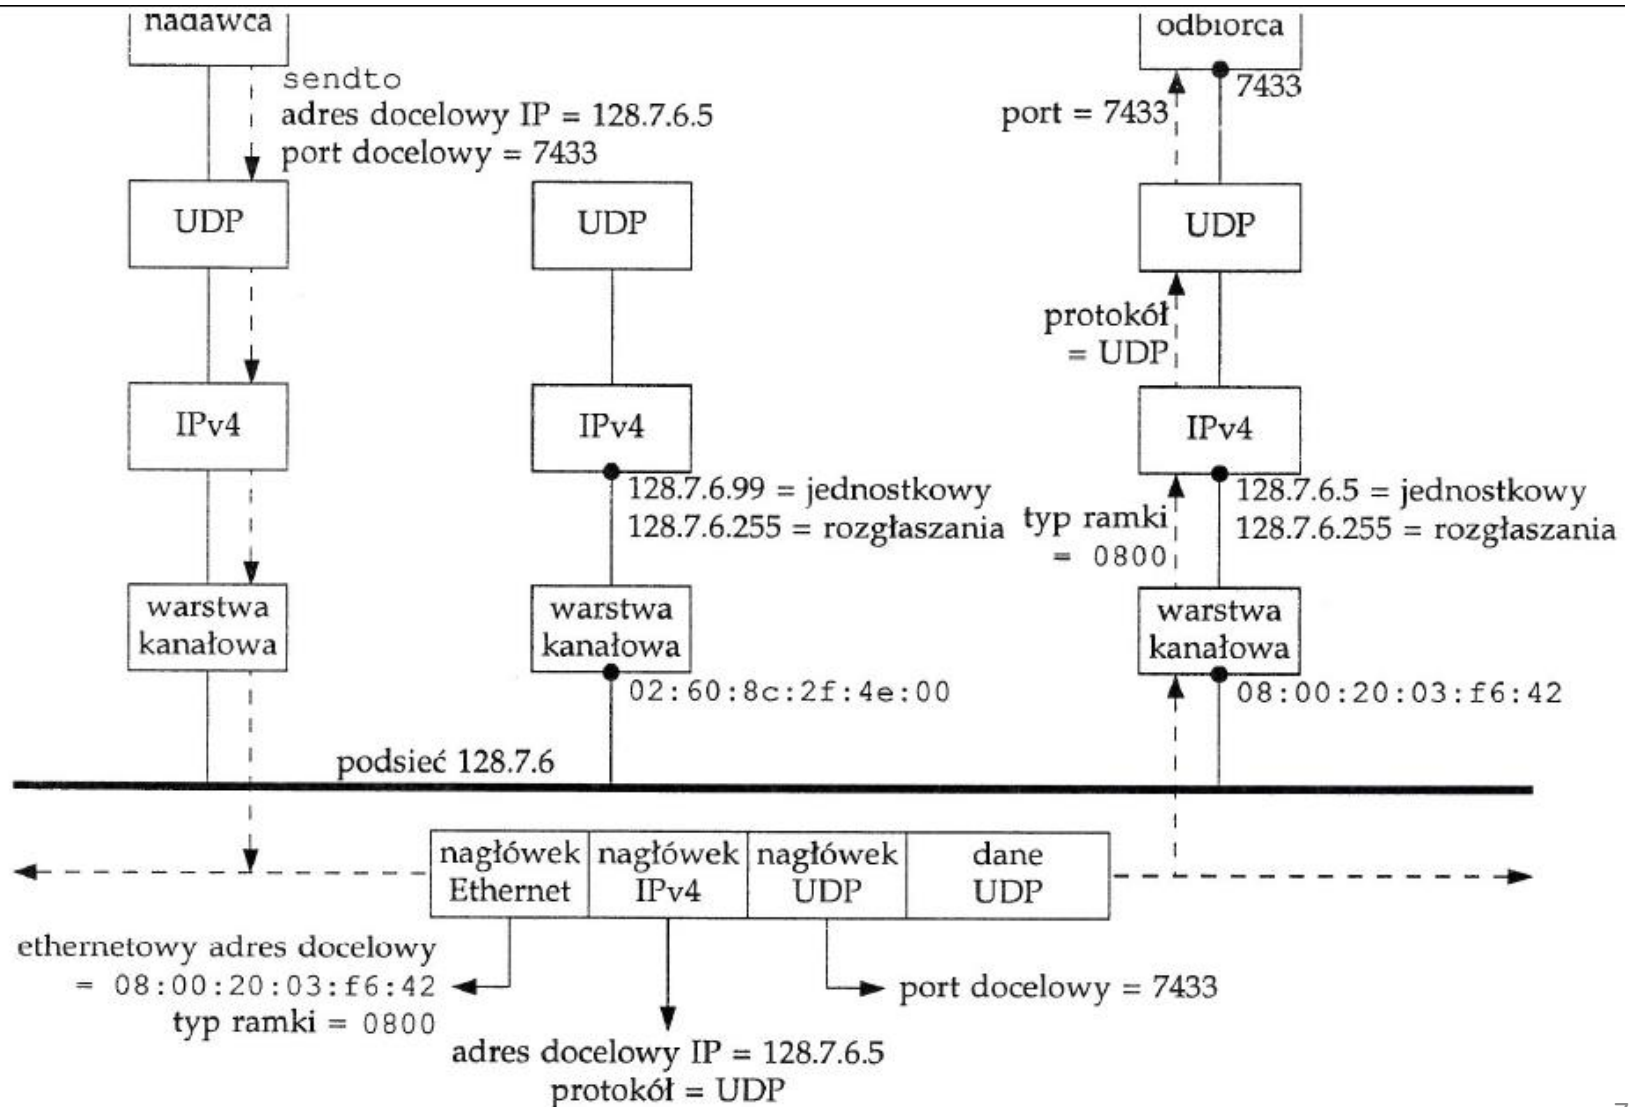 nadawca
sendto
adres docelowy IP = 128.7.6.5
port docelowy = 7433
UDP
IPv4
warstwa
kanałowa
UDP
IPv4
128.7.6.99 = jednostkowy
128.7.6.255 = rozgłaszania
warstwa
kanałowa
02:60:8c:2f:4e:00
odbiorca
7433
port = 7433
UDP
protokół
= UDP
IPv4
128.7.6.5 = jednostkowy
128.7.6.255 = rozgłaszania
typ ramki
= 0800
warstwa
kanałowa
08:00:20:03:f6:42
podsieć 128.7.6
nagłówek
Ethernet
nagłówek
IPv4
nagłówek
UDP
dane
UDP
ethernetowy adres docelowy
= 08:00:20:03:f6:42
typ ramki = 0800
adres docelowy IP = 128.7.6.5
protokół = UDP
port docelowy = 7433